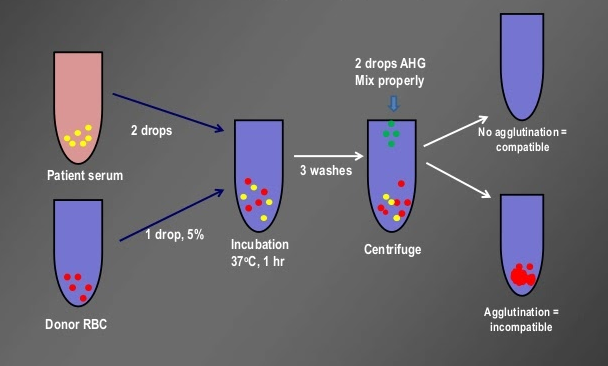 2 drops AHG
Mix properly
2 drops
No agglutination =
compatible
Patient serum
3 washes
1 drop, 5%
Incubation
37ºC, 1 hr
Centrifuge
Donor RBC
Agglutination =
incompatible